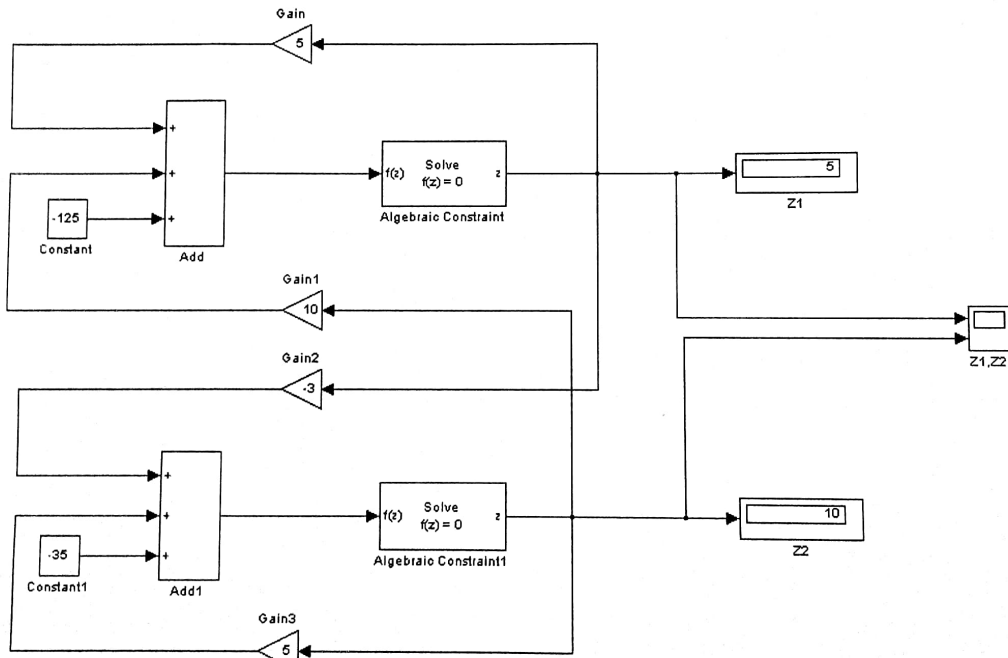 Gain
5
+
+
+
-125
Constant
Add
f(z)
Solve
f(z) = 0
z
Algebraic Constraint
5
Z1
Gain1
10
Z1,Z2
Gain2
-3
+
+
+
-35
Constant1
Add1
f(z)
Solve
f(z) = 0
z
Algebraic Constraint1
10
Z2
Gain3
5